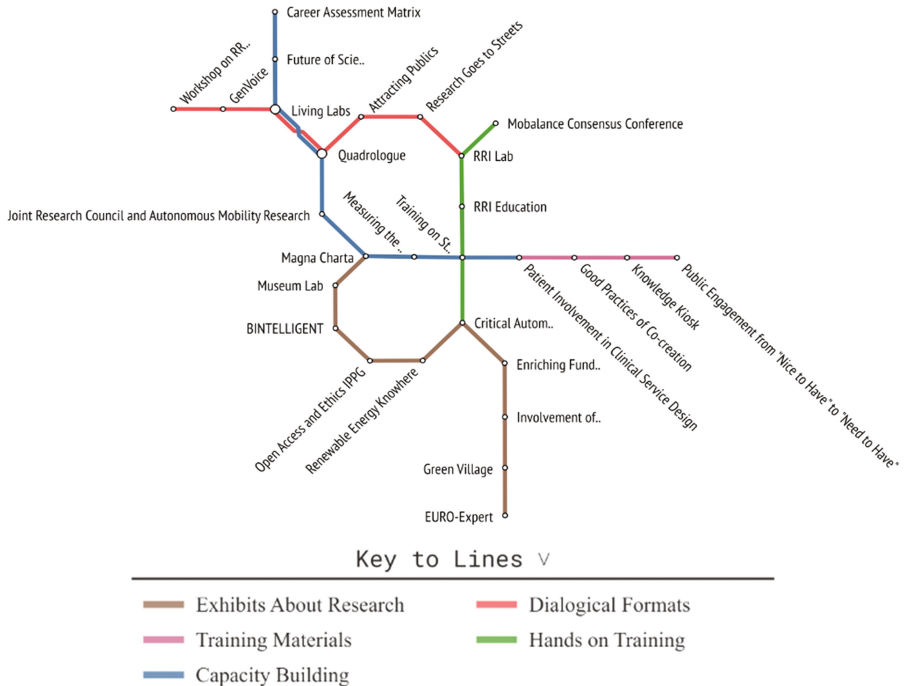 Career Assessment Matrix
Future of Scie..
Workshop on RR..
GenVoice
Living Labs
Attracting Publics
Research Goes to Streets
Mobalance Consensus Conference
Quadrologue
RRI Lab
RRI Education
Joint Research Council and Autonomous Mobility Research
Measuring the ..
Training on St..
Magna Charta
Museum Lab
BINTELLIGENT
Patient Involvement in Clinical Service Design
Good Practices of Co-creation
Knowledge Kiosk
Public Engagement from "Nice to Have" to "Need to Have"
Critical Autom..
Open Access and Ethics IPPG
Renewable Energy Knowhere
Enriching Fund..
Involvement of..
Green Village
EURO-Expert
Key to Lines V
Exhibits About Research
Dialogical Formats
Training Materials
Hands on Training
Capacity Building